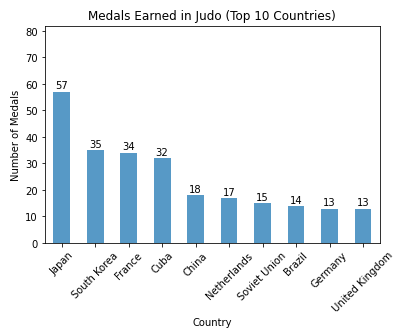 Medals Earned in Judo (Top 10 Countries)
Number of Medals
80
70
60
50
40
30
20
10
0
57
35
34
32
18
17
15
14
13
13
Japan
South Korea
France
Cuba
China
Netherlands
Soviet Union
Brazil
Germany
United Kingdom
Country